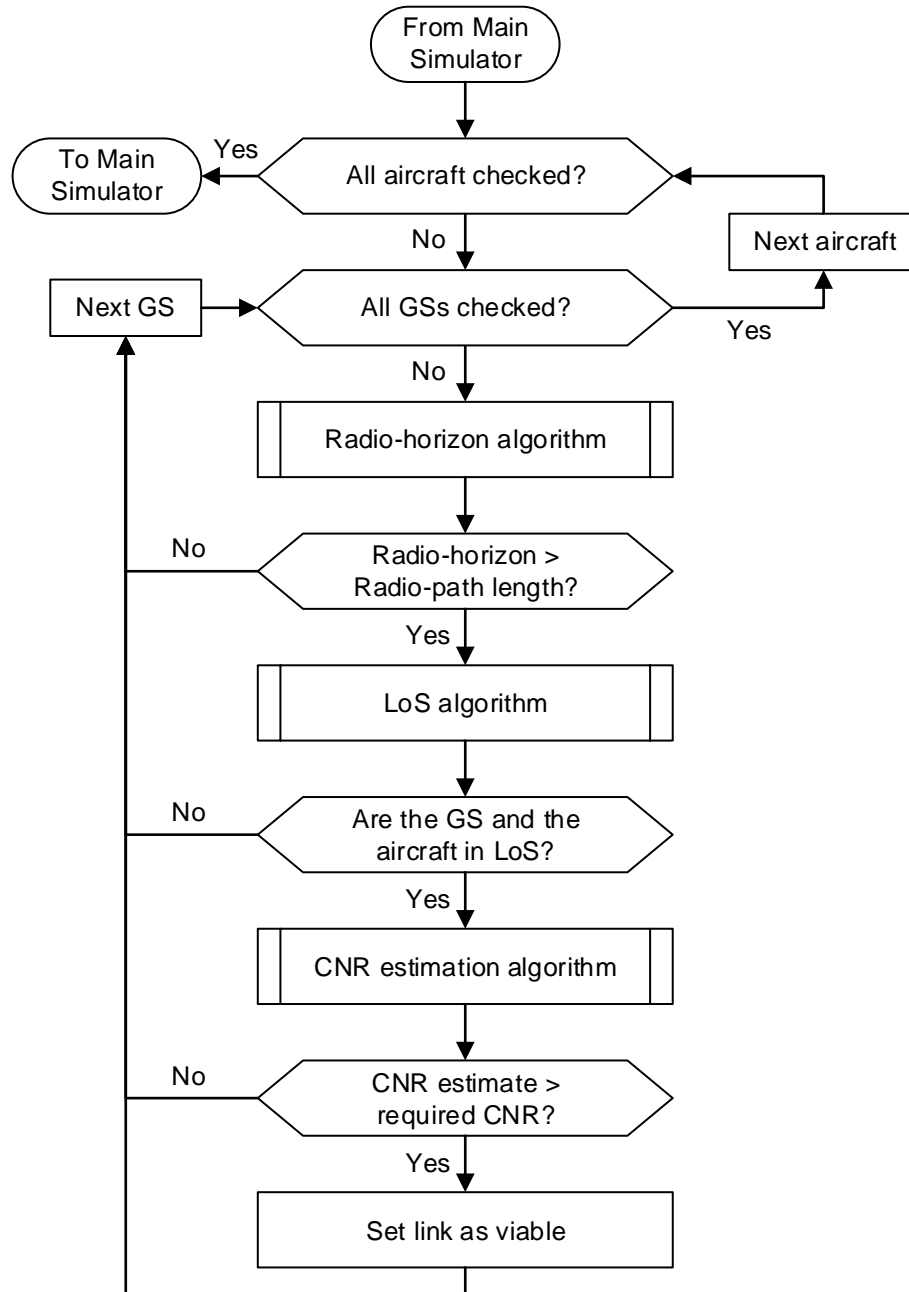 From Main
Simulator
Yes
To Main
Simulator
All aircraft checked?
No
Next aircraft
Next GS
All GSs checked?
Yes
No
Radio-horizon algorithm
No
Radio-horizon >
Radio-path length?
Yes
LoS algorithm
No
Are the GS and the
aircraft in LoS?
Yes
CNR estimation algorithm
No
CNR estimate >
required CNR?
Yes
Set link as viable